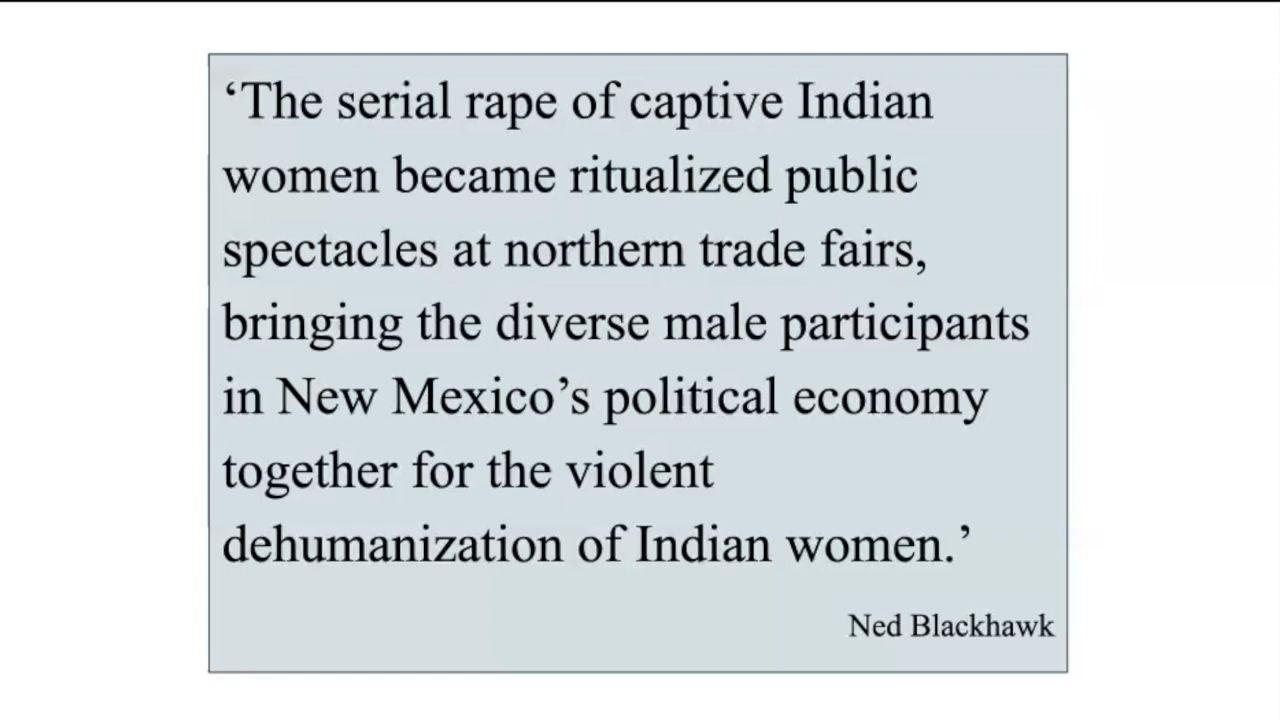 ‘The serial rape of captive Indian
women became ritualized public
spectacles at northern trade fairs,
bringing the diverse male participants
in New Mexico’s political economy
together for the violent
dehumanization of Indian women.’
Ned Blackhawk